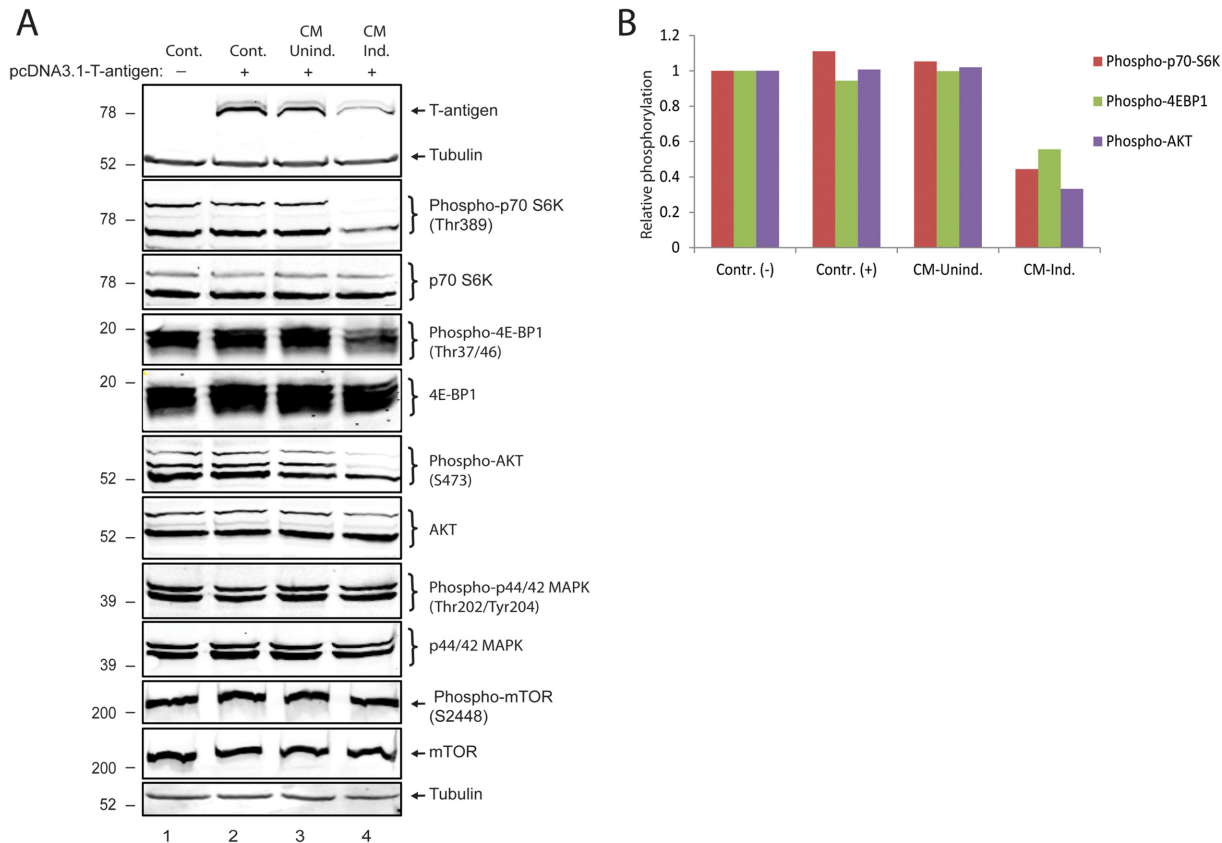 A
Cont. Cont. CM Unind. CM Ind.
pcDNA3.1-T-antigen: – + + +
78 –
T-antigen
52 –
Tubulin
78 –
Phospho-p70 S6K
(Thr389)
78 –
p70 S6K
20 –
Phospho-4E-BP1
(Thr37/46)
20 –
4E-BP1
52 –
Phospho-AKT
(S473)
52 –
AKT
39 –
Phospho-p44/42 MAPK
(Thr202/Tyr204)
39 –
p44/42 MAPK
200 –
Phospho-mTOR
(S2448)
200 –
mTOR
52 –
Tubulin
1 2 3 4
B
Relative phosphorylation
1.2
1
0.8
0.6
0.4
0.2
0
Contr. (-) Contr. (+) CM-Unind. CM-Ind.
Phospho-p70-S6K
Phospho-4EBP1
Phospho-AKT